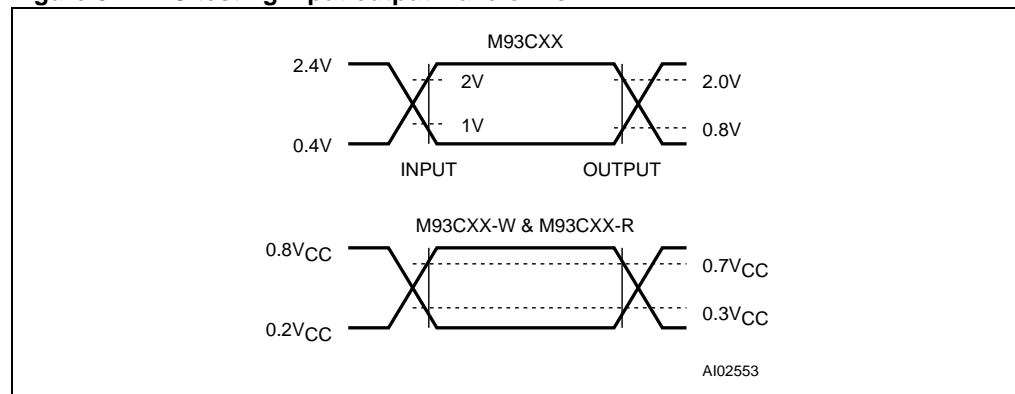 M93CXX
2.4V
2V
2.0V
1V
0.8V
0.4V
INPUT OUTPUT
M93CXX-W & M93CXX-R
0.8VCC
0.7VCC
0.3VCC
0.2VCC
AI02553